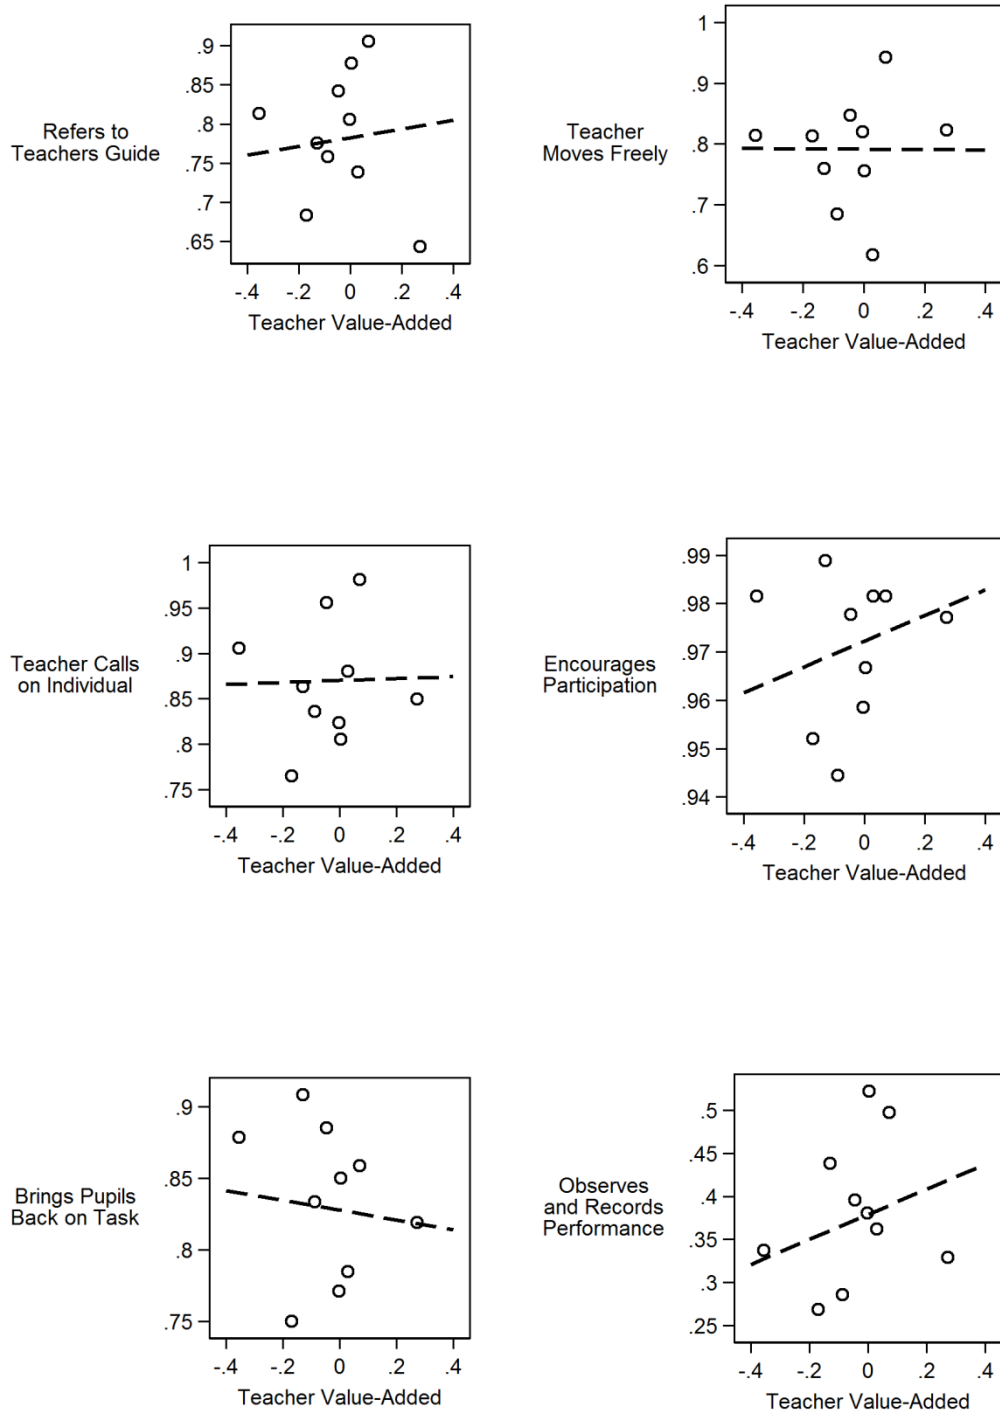 .9
.85
.8
.75
.7
.65
Refers to
Teachers Guide
-.4 -.2 0 .2 .4
Teacher Value-Added
1
.9
.8
.7
.6
Teacher
Moves Freely
-.4 -.2 0 .2 .4
Teacher Value-Added
1
.95
.9
.85
.8
.75
Teacher Calls
on Individual
-.4 -.2 0 .2 .4
Teacher Value-Added
.99
.98
.97
.96
.95
.94
Encourages
Participation
-.4 -.2 0 .2 .4
Teacher Value-Added
.9
.85
.8
.75
Brings Pupils
Back on Task
-.4 -.2 0 .2 .4
Teacher Value-Added
.5
.45
.4
.35
.3
.25
Observes
and Records
Performance
-.4 -.2 0 .2 .4
Teacher Value-Added